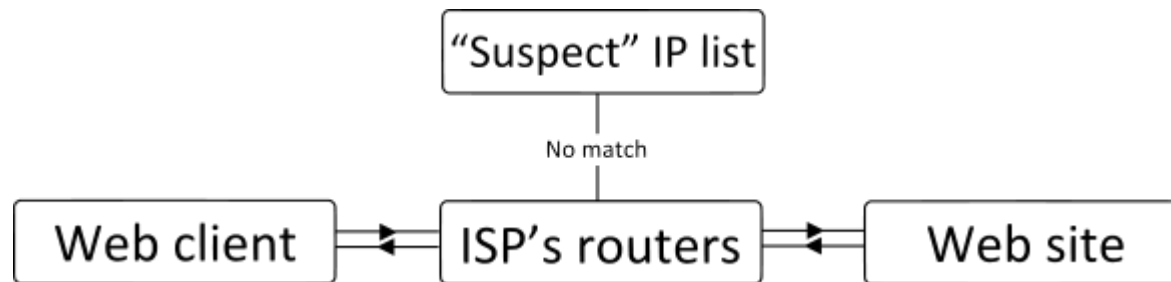 “Suspect” IP list
No match
Web client
ISP’s routers
Web site